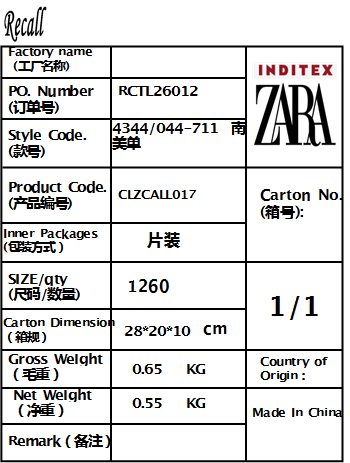 Recall
Factory name
（工厂名称）
PO. Number
(订单号)
RCTL26012
Style Code.
(款号)
4344/044-711 南
美单
INDITEX
ZARA
Product Code.
(产品编号)
CLZCALL017
Carton No.
(箱号):
Inner Packages
(包装方式）
片装
SIZE/qty
(尺码/数量)
1260
1/1
Carton Dimension
（箱规）
28*20*10 cm
Gross Weight
（毛重）
0.65 KG
Country of
Origin：
Net Weight
（净重）
0.55 KG
Made In China
Remark（备注）